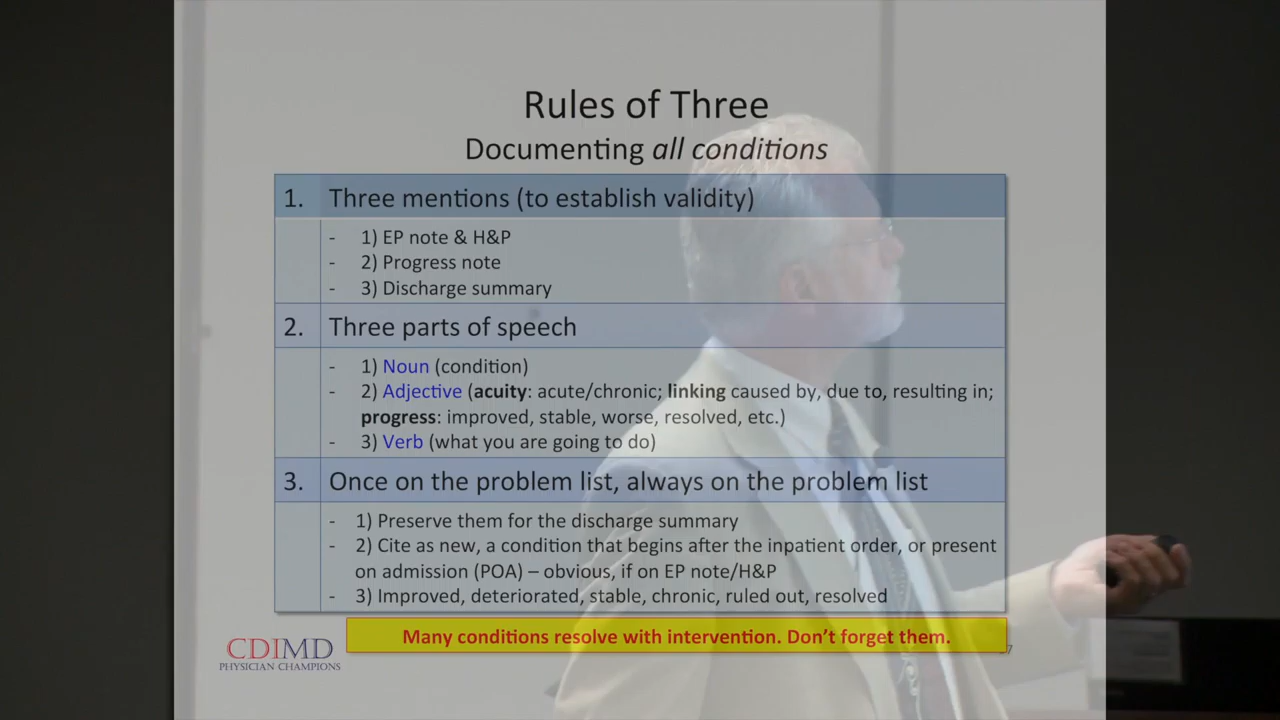 Rules of Three
Documenting all conditions
1. Three mentions (to establish validity)
- 1) EP note & H&P
- 2) Progress note
- 3) Discharge summary
2. Three parts of speech
- 1) Noun (condition)
- 2) Adjective (acuity: acute/chronic; linking caused by, due to, resulting in;
progress: improved, stable, worse, resolved, etc.)
- 3) Verb (what you are going to do)
3. Once on the problem list, always on the problem list
- 1) Preserve them for the discharge summary
- 2) Cite as new, a condition that begins after the inpatient order, or present
on admission (POA) – obvious, if on EP note/H&P
- 3) Improved, deteriorated, stable, chronic, ruled out, resolved
Many conditions resolve with intervention. Don’t forget them.
CDIMD
PHYSICIAN CHAMPIONS